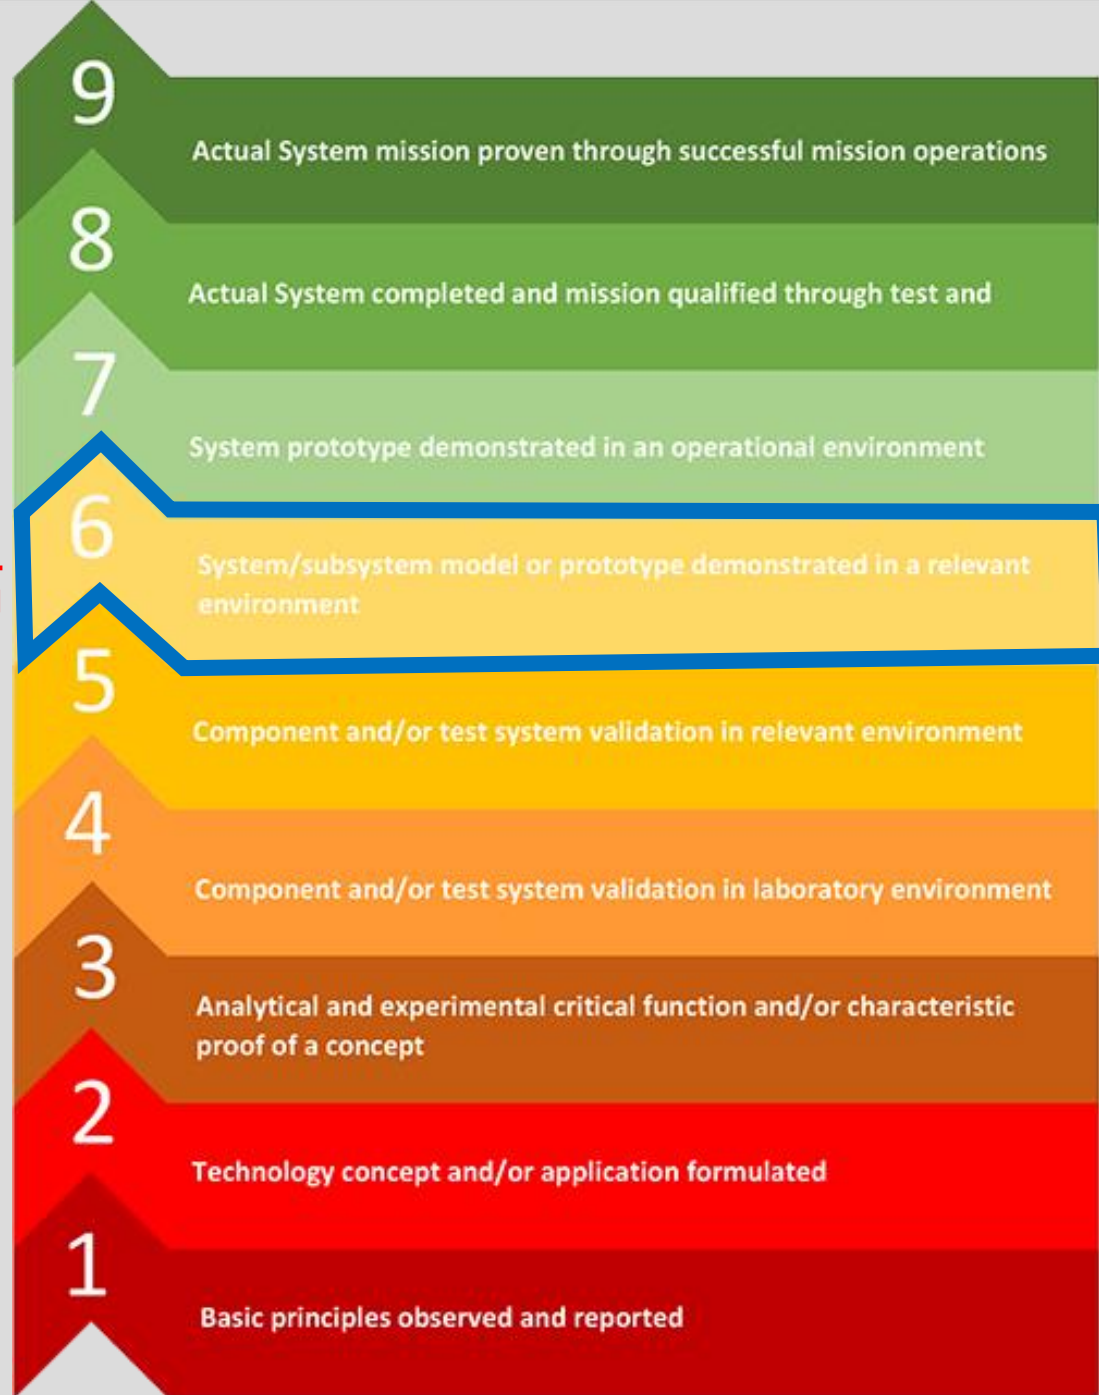 9
Actual System mission proven through successful mission operations
8
Actual System completed and mission qualified through test and
7
System prototype demonstrated in an operational environment
6
System/subsystem model or prototype demonstrated in a relevant
environment
5
Component and/or test system validation in relevant environment
4
Component and/or test system validation in laboratory environment
3
Analytical and experimental critical function and/or characteristic
proof of a concept
2
Technology concept and/or application formulated
1
Basic principles observed and reported